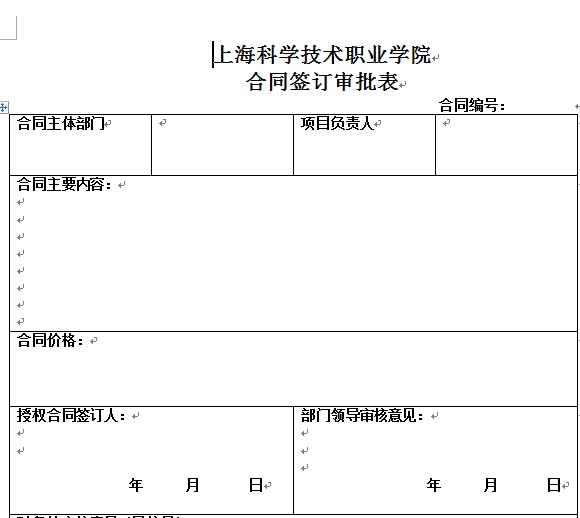 上海科学技术职业学院
合同签订审批表
合同编号：
合同主体部门
项目负责人
合同主要内容：
合同价格：
授权合同签订人：
部门领导审核意见：
年 月 日
年 月 日